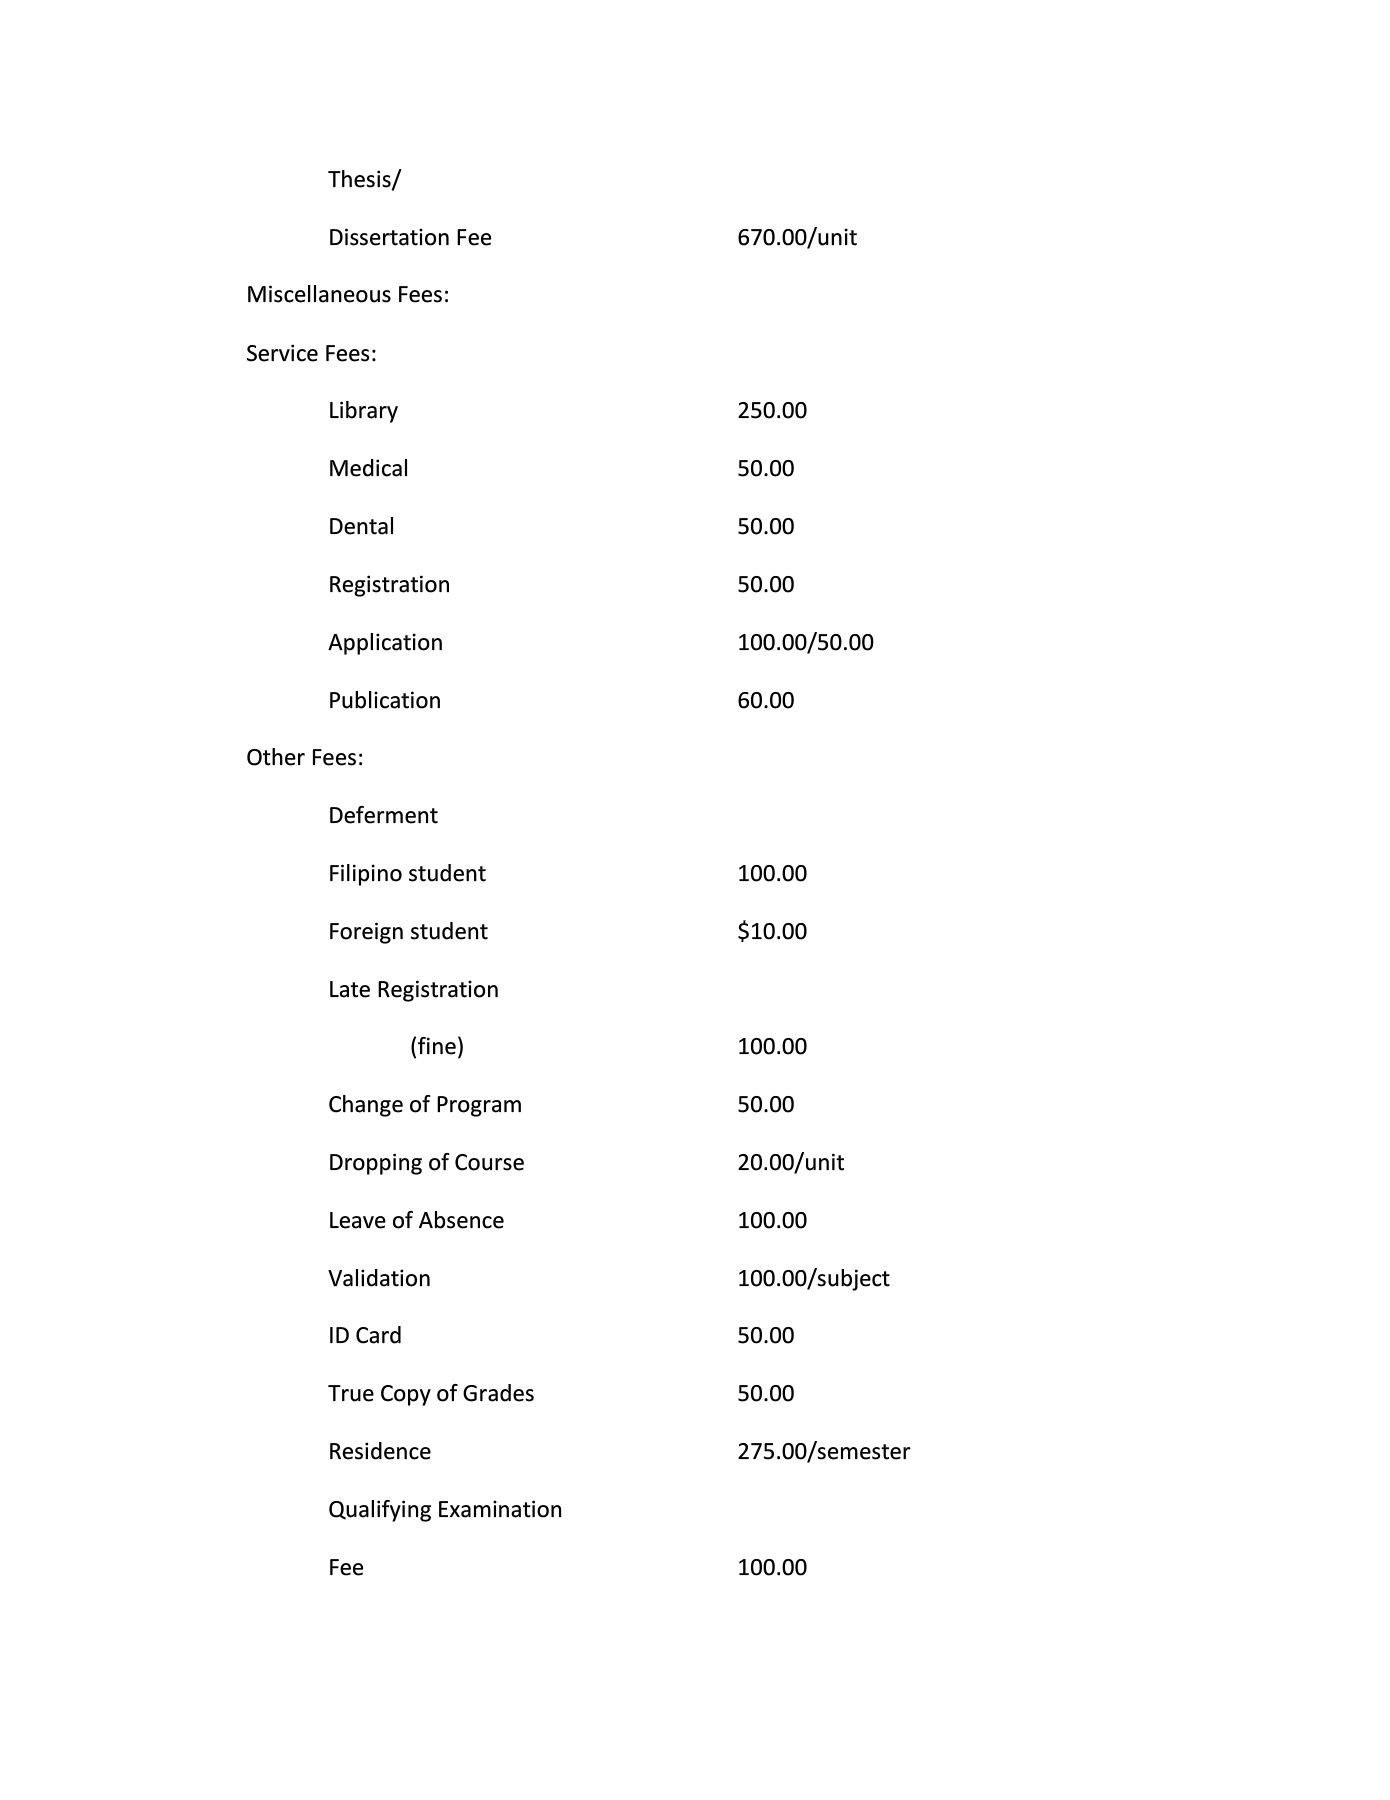 Thesis/
Dissertation Fee 670.00/unit
Miscellaneous Fees:
Service Fees:
Library 250.00
Medical 50.00
Dental 50.00
Registration 50.00
Application 100.00/50.00
Publication 60.00
Other Fees:
Deferment
Filipino student 100.00
Foreign student $10.00
Late Registration
(fine) 100.00
Change of Program 50.00
Dropping of Course 20.00/unit
Leave of Absence 100.00
Validation 100.00/subject
ID Card 50.00
True Copy of Grades 50.00
Residence 275.00/semester
Qualifying Examination
Fee 100.00